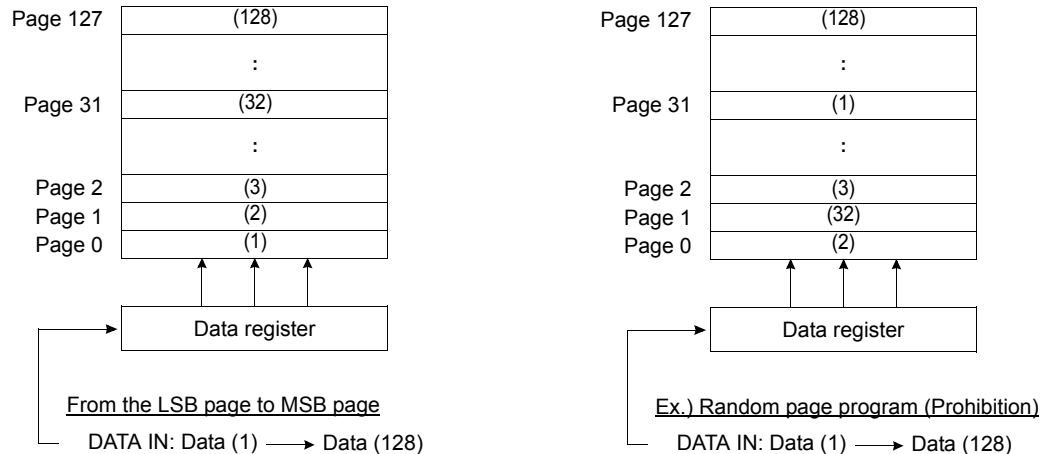 Page 127 (128)
:
Page 31 (32)
:
Page 2 (3)
Page 1 (2)
Page 0 (1)
Data register
From the LSB page to MSB page
DATA IN: Data (1) Data (128)
Page 127 (128)
:
Page 31 (1)
:
Page 2 (3)
Page 1 (32)
Page 0 (2)
Data register
Ex.) Random page program (Prohibition)
DATA IN: Data (1) Data (128)